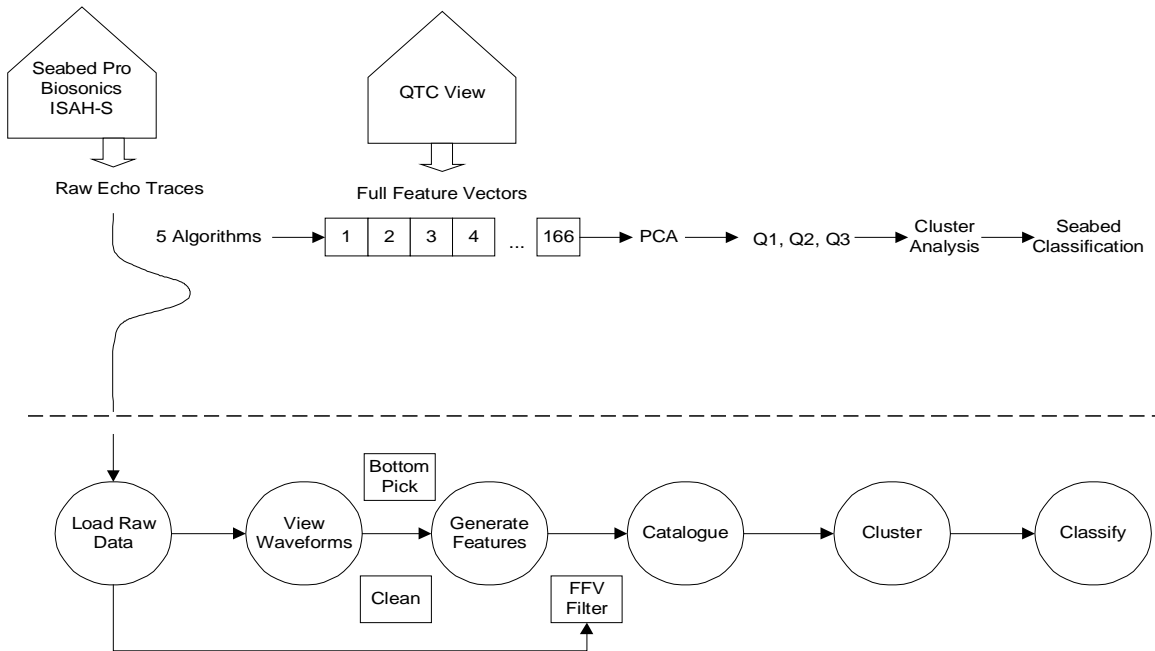 Seabed Pro
Biosonics
ISAH-S
QTC View
Raw Echo Traces
Full Feature Vectors
5 Algorithms
1 2 3 4 ... 166
PCA
Q1, Q2, Q3
Cluster
Analysis
Seabed
Classification
Load Raw
Data
View
Waveforms
Bottom
Pick
Clean
Generate
Features
FFV
Filter
Catalogue
Cluster
Classify